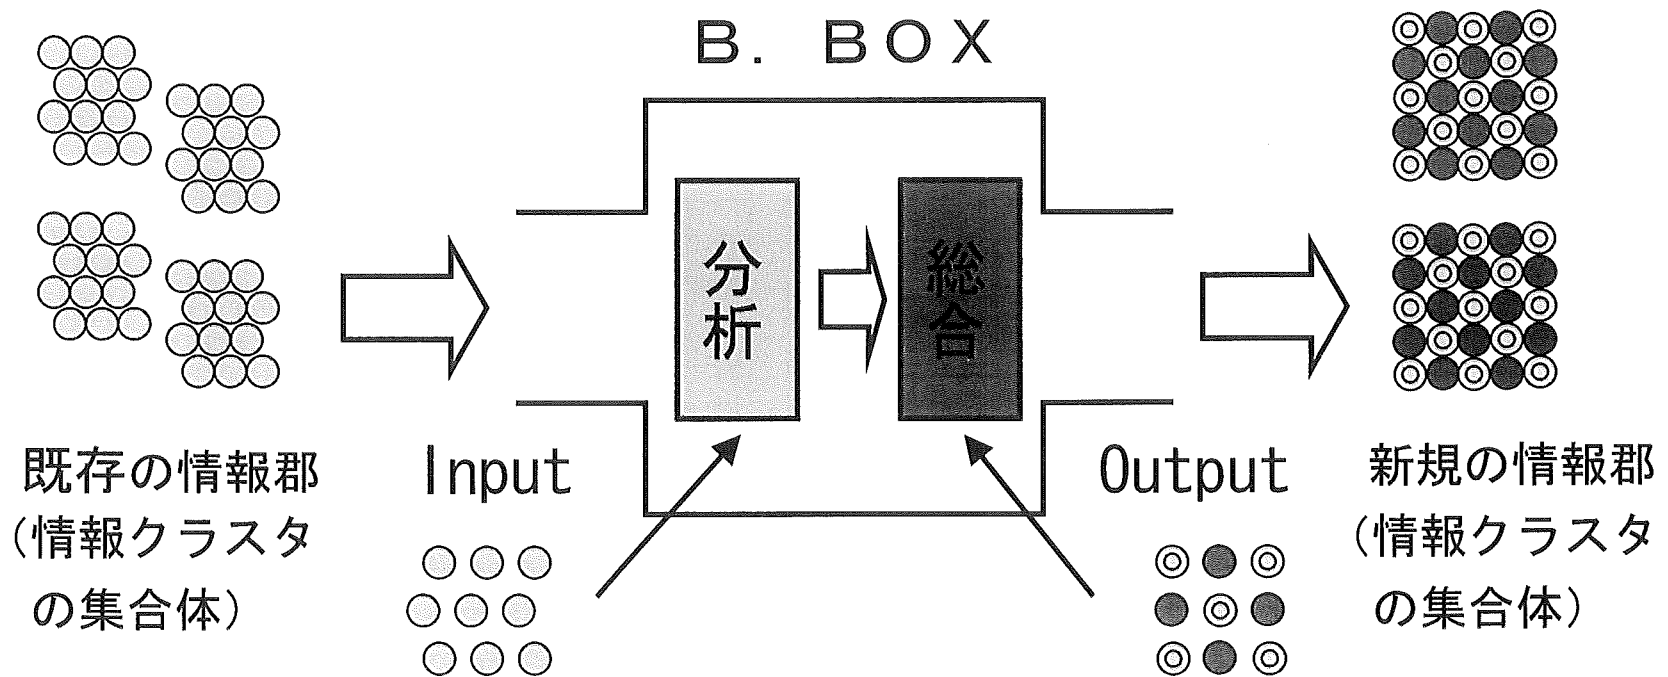 B. BOX
分析
総合
Input
Output
既存の情報郡
(情報クラスタ
の集合体)
新規の情報郡
(情報クラスタ
の集合体)